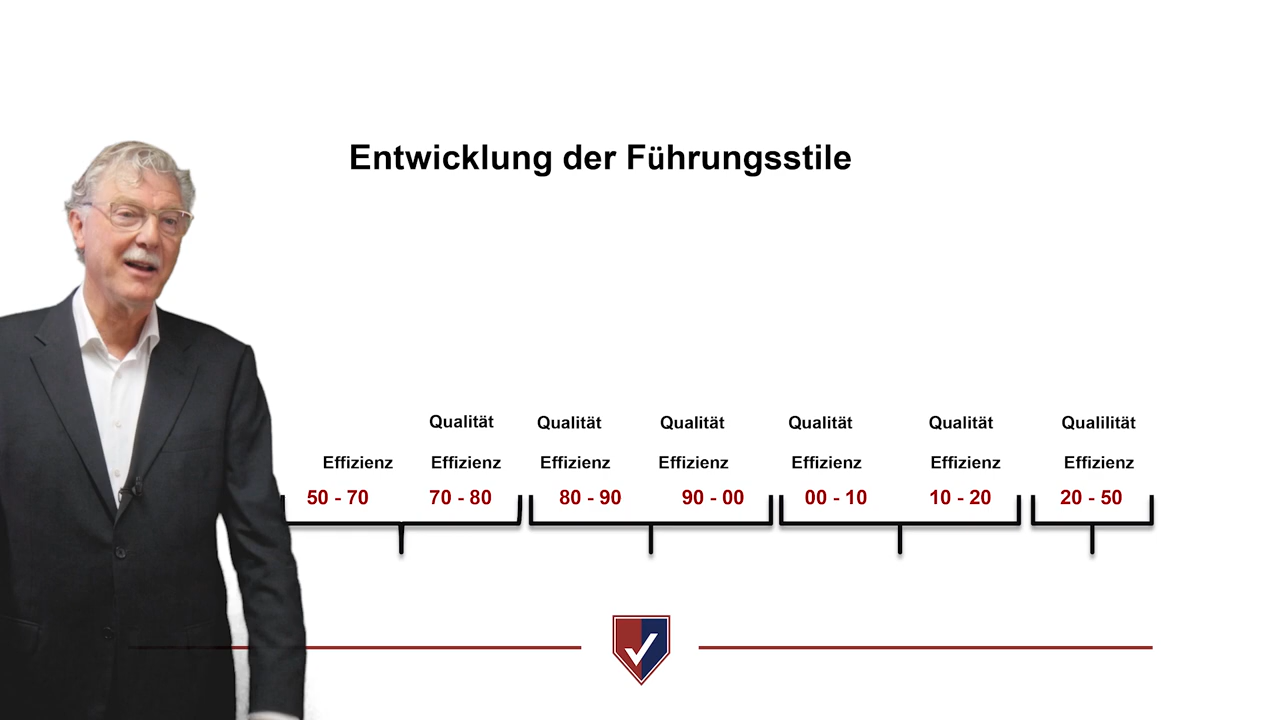 Entwicklung der Führungsstile
Qualität Qualität Qualität Qualität Qualität Qualilität
Effizienz Effizienz Effizienz Effizienz Effizienz Effizienz Effizienz
50 - 70 70 - 80 80 - 90 90 - 00 00 - 10 10 - 20 20 - 50